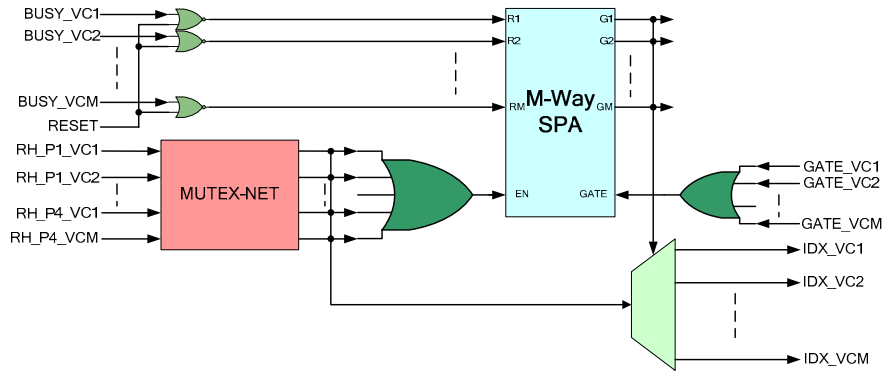 BUSY_VC1
BUSY_VC2
BUSY_VCM
RESET
RH_P1_VC1
RH_P1_VC2
RH_P4_VC1
RH_P4_VCM
MUTEX-NET
R1
R2
RM
EN
M-Way
SPA
G1
G2
GM
GATE
GATE_VC1
GATE_VC2
GATE_VCM
IDX_VC1
IDX_VC2
IDX_VCM